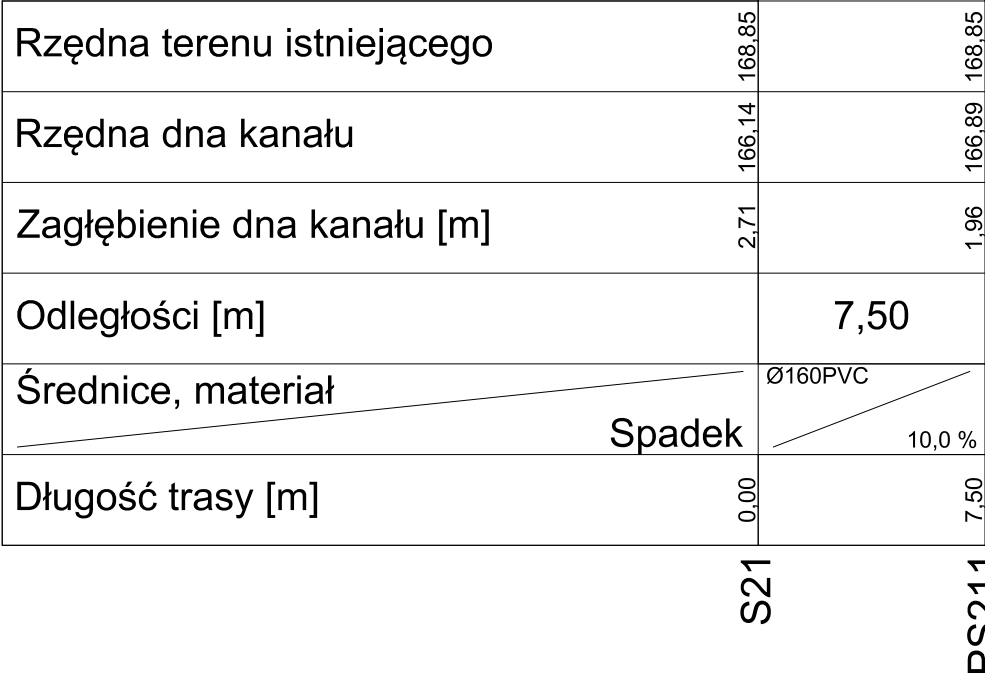 Rzędna terenu istniejącego 168,85 168,85
Rzędna dna kanału 166,14 166,89
Zagłębienie dna kanału [m] 2,71 1,96
Odległości [m] 7,50
Średnice, materiał Ø160PVC
Spadek 10,0 %
Długość trasy [m] 0,00 7,50
S21